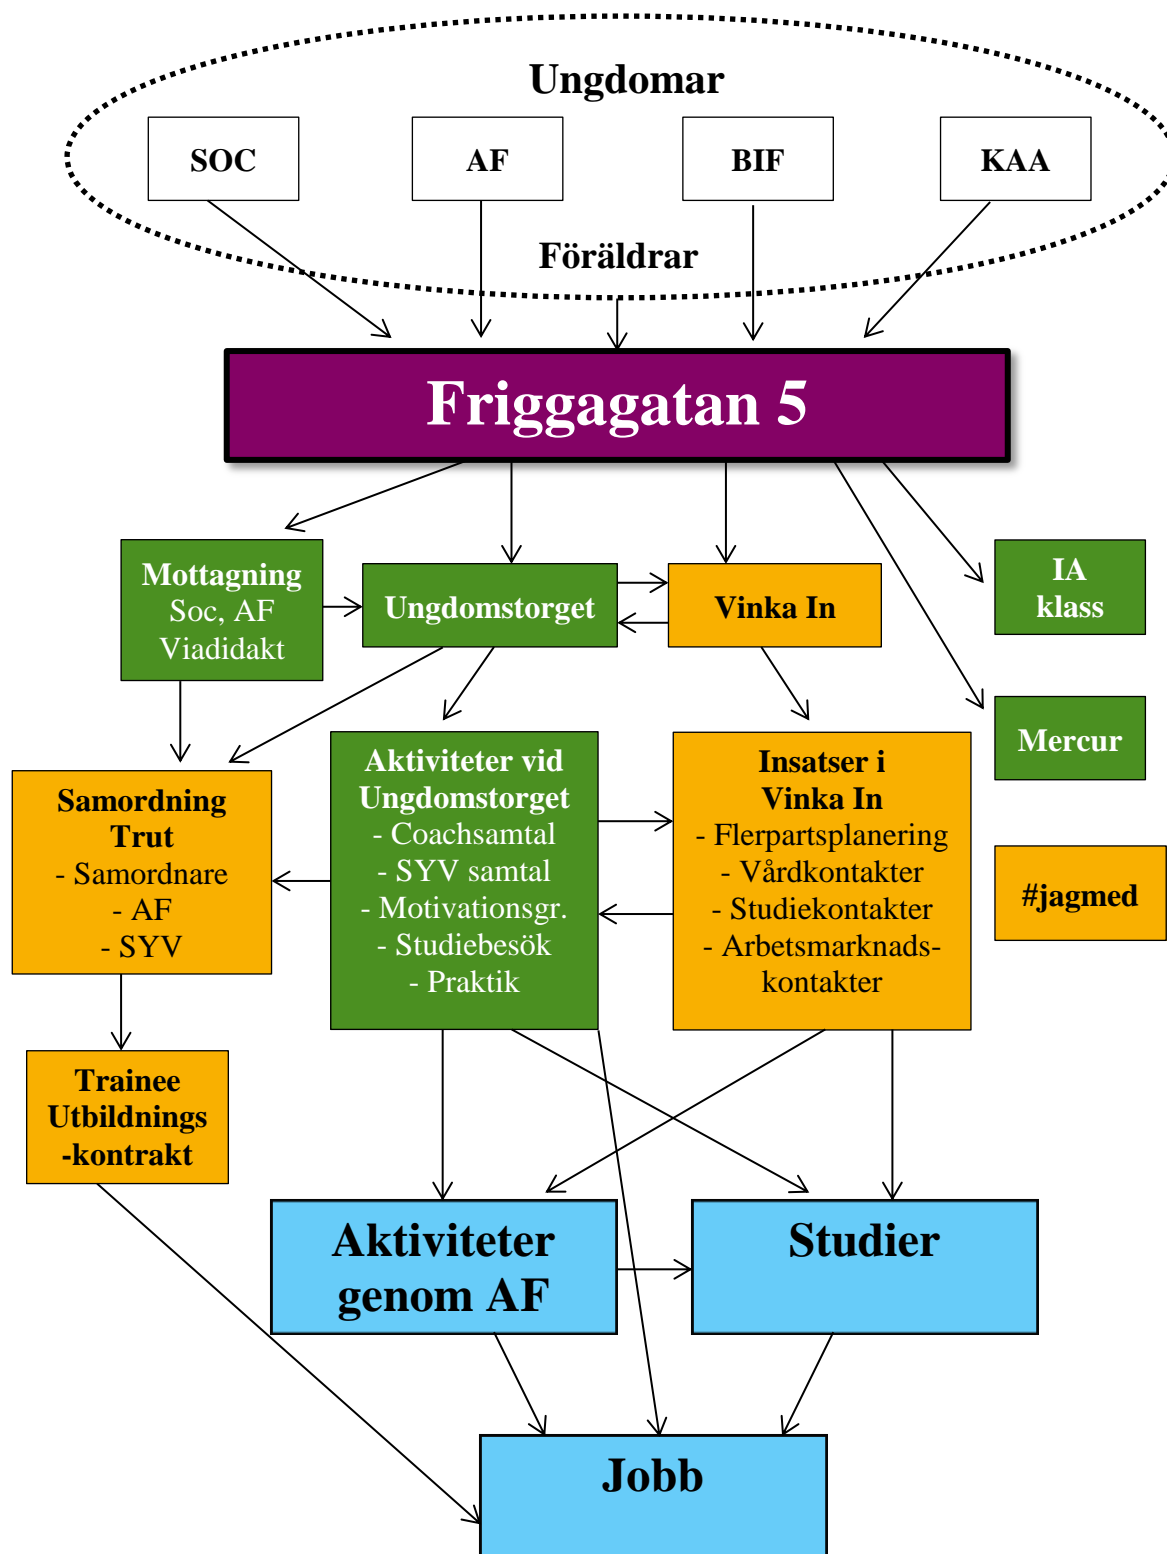 Ungdomar
SOC
AF
BIF
KAA
Föräldrar
Friggagatan 5
Mottagning
Soc, AF
Viadidakt
Ungdomstorget
Vinka In
IA
klass
Mercur
Samordning
Trut
- Samordnare
- AF
- SYV
Aktiviteter vid
Ungdomstorget
- Coachsamtal
- SYV samtal
- Motivationsgr.
- Studiebesök
- Praktik
Insatser i
Vinka In
- Flerpartsplanering
- Vårdkontakter
- Studiekontakter
- Arbetsmarknads-
kontakter
#jagmed
Trainee
Utbildnings
-kontrakt
Aktiviteter
genom AF
Studier
Jobb